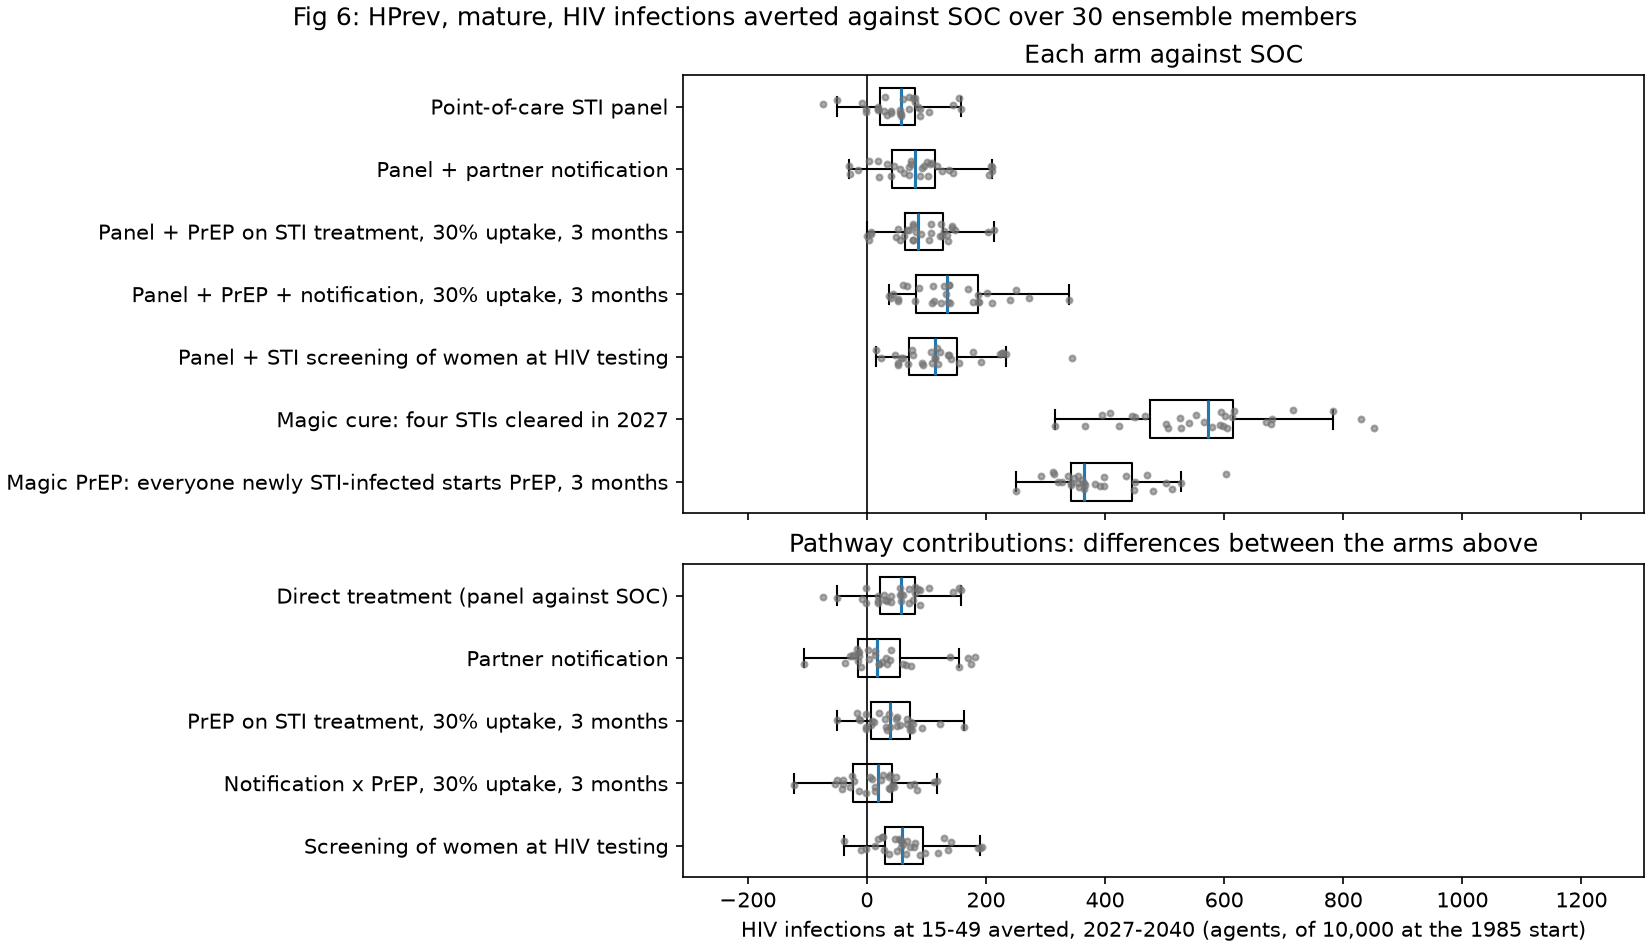 Fig 6: HPrev, mature, HIV infections averted against SOC over 30 ensemble members
Each arm against SOC
Point-of-care STI panel
Panel + partner notification
Panel + PrEP on STI treatment, 30% uptake, 3 months
Panel + PrEP + notification, 30% uptake, 3 months
Panel + STI screening of women at HIV testing
Magic cure: four STIs cleared in 2027
Magic PrEP: everyone newly STI-infected starts PrEP, 3 months
Pathway contributions: differences between the arms above
Direct treatment (panel against SOC)
Partner notification
PrEP on STI treatment, 30% uptake, 3 months
Notification x PrEP, 30% uptake, 3 months
Screening of women at HIV testing
−200 0 200 400 600 800 1000 1200
HIV infections at 15-49 averted, 2027-2040 (agents, of 10,000 at the 1985 start)